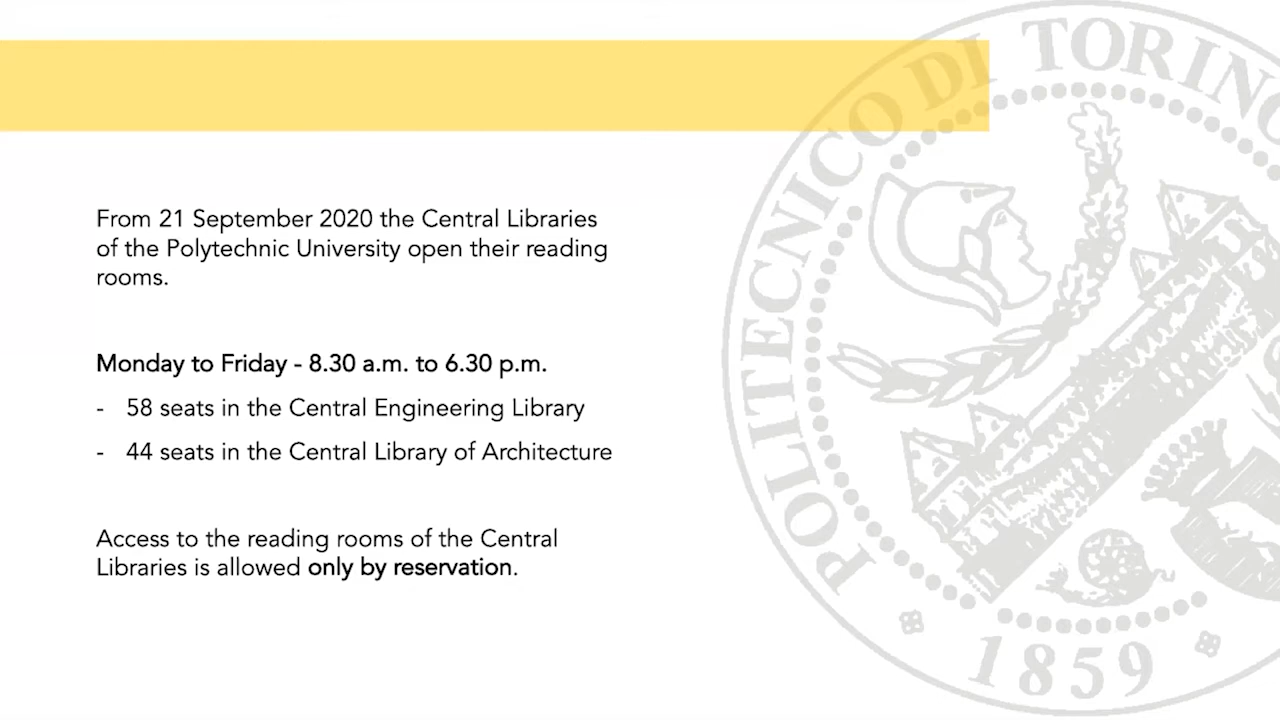 From 21 September 2020 the Central Libraries
of the Polytechnic University open their reading
rooms.
Monday to Friday - 8.30 a.m. to 6.30 p.m.
- 58 seats in the Central Engineering Library
- 44 seats in the Central Library of Architecture
Access to the reading rooms of the Central
Libraries is allowed only by reservation.
POLITECNICO DI TORINO
1859